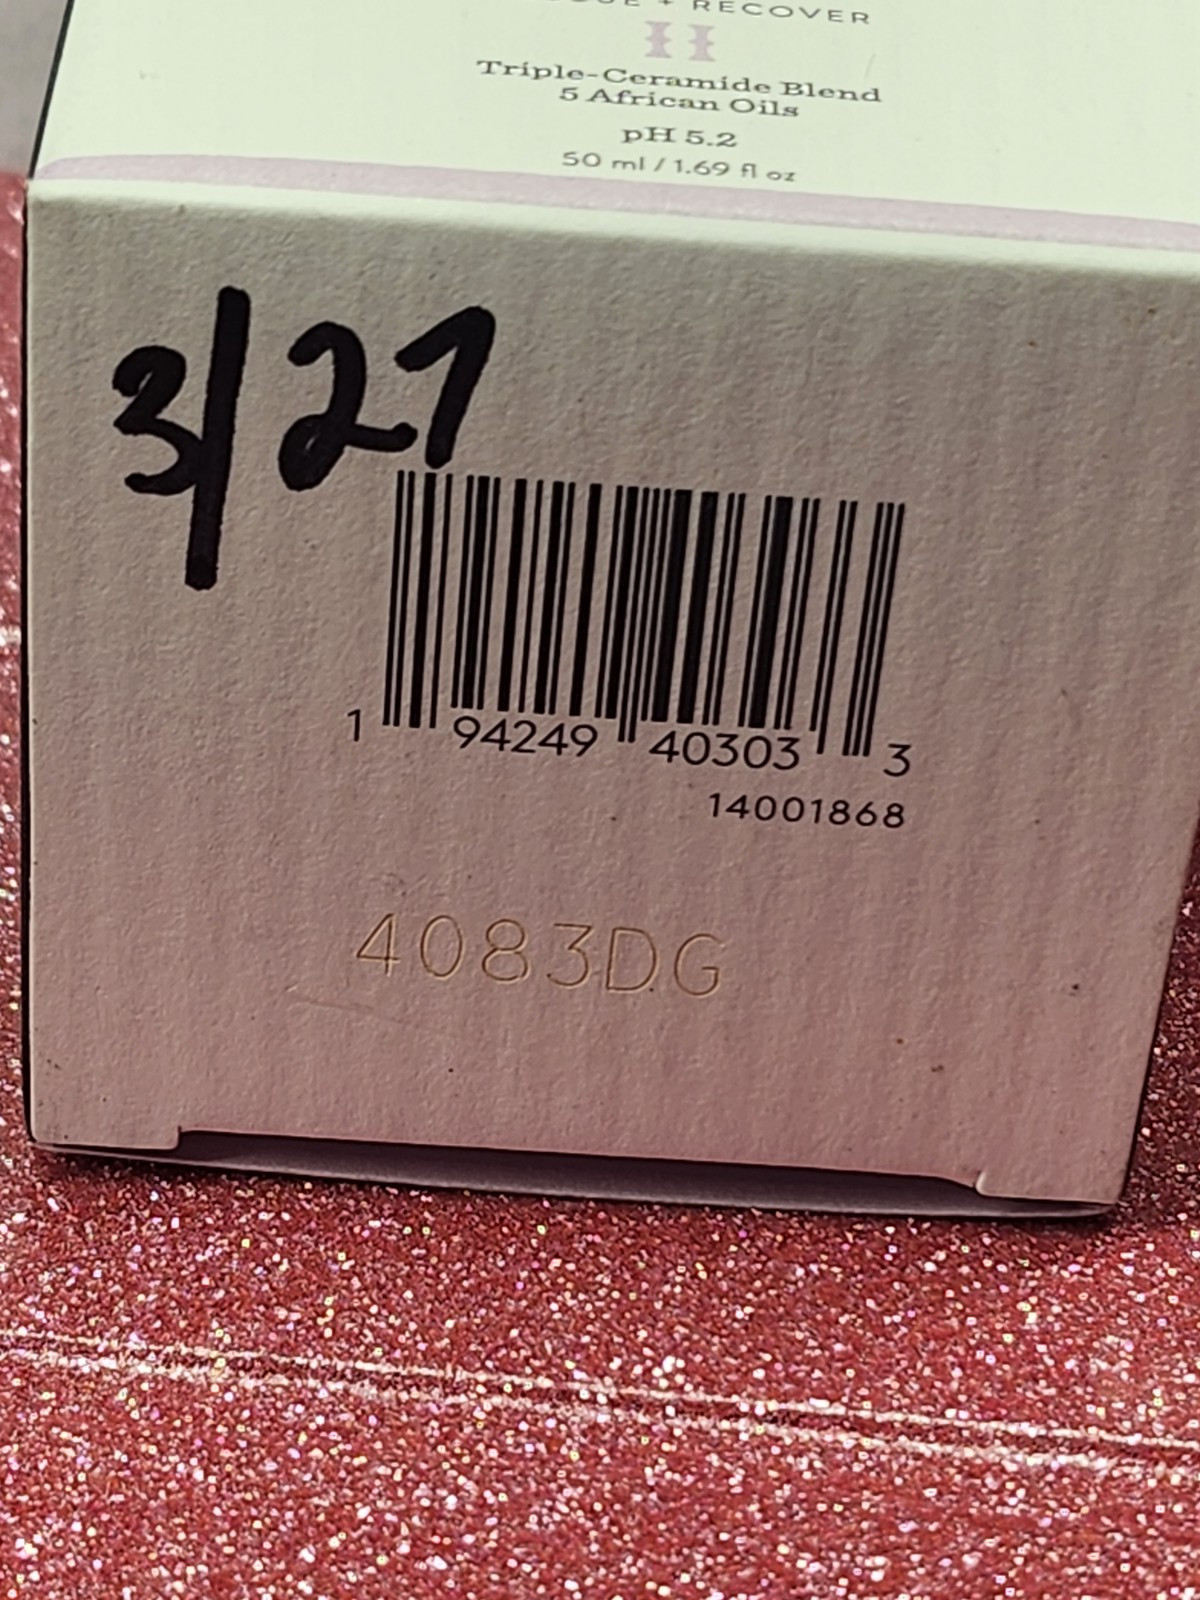 + RECOVER
Triple-Ceramide Blend
5 African Oils
pH 5.2
50 ml / 1.69 fl oz
3/27
1 94249 40303 3
14001868
4083DG